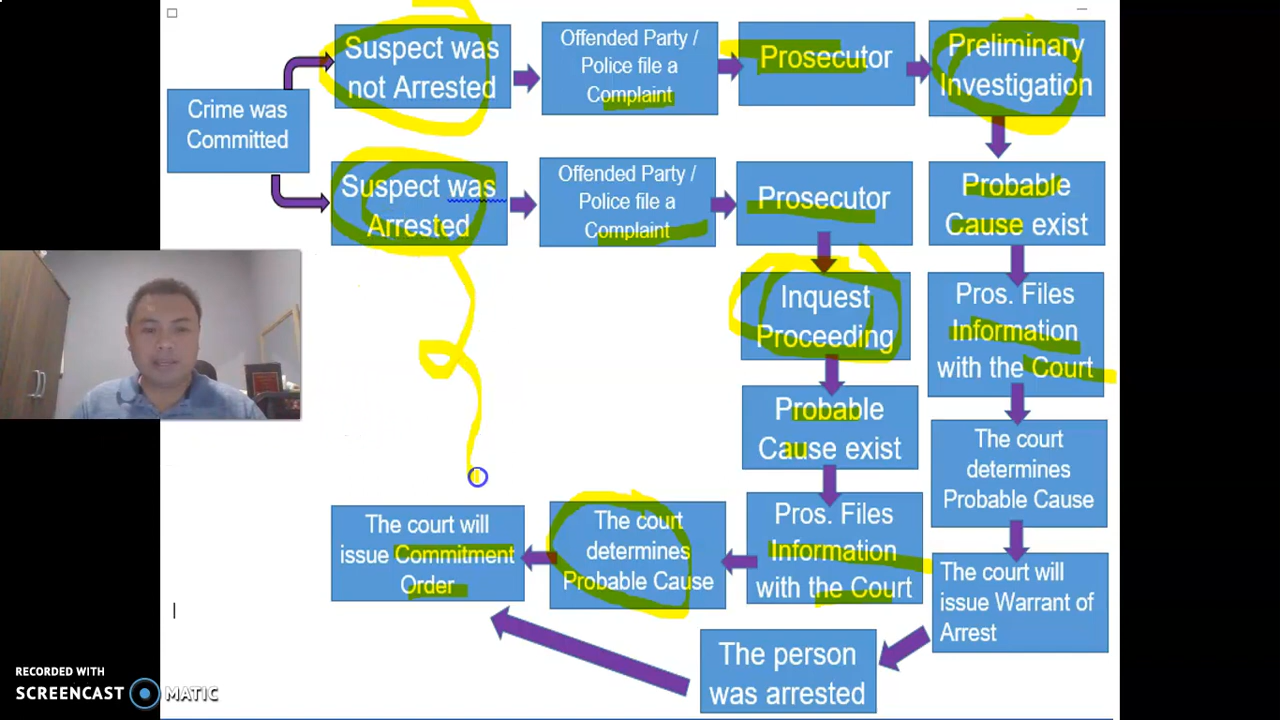 Crime was
Committed
Suspect was
not Arrested
Offended Party /
Police file a
Complaint
Prosecutor
Preliminary
Investigation
Suspect was
Arrested
Offended Party /
Police file a
Complaint
Prosecutor
Probable
Cause exist
Inquest
Proceeding
Pros. Files
Information
with the Court
Probable
Cause exist
The court
determines
Probable Cause
The court will
issue Commitment
Order
The court
determines
Probable Cause
Pros. Files
Information
with the Court
The court will
issue Warrant of
Arrest
The person
was arrested
RECORDED WITH
SCREENCAST MATIC